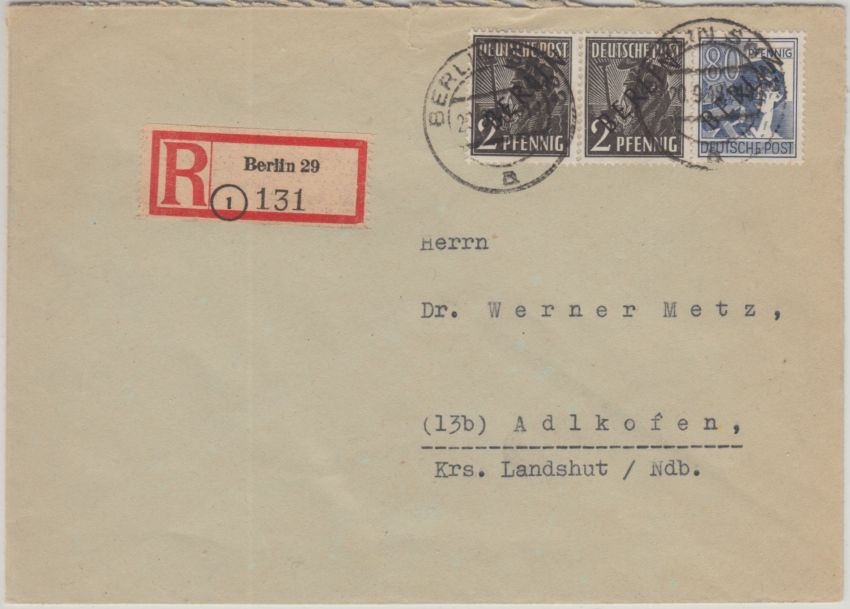 DEUTSCHE POST DEUTSCHE POST 80 PFENNIG
BERLIN BERLIN BERLIN
2 PFENNIG 2 PFENNIG DEUTSCHE POST
BERLIN
a a
R Berlin 29
1 131
Herrn
Dr. Werner Metz,
(13b) Adlkofen,
Krs. Landshut / Ndb.